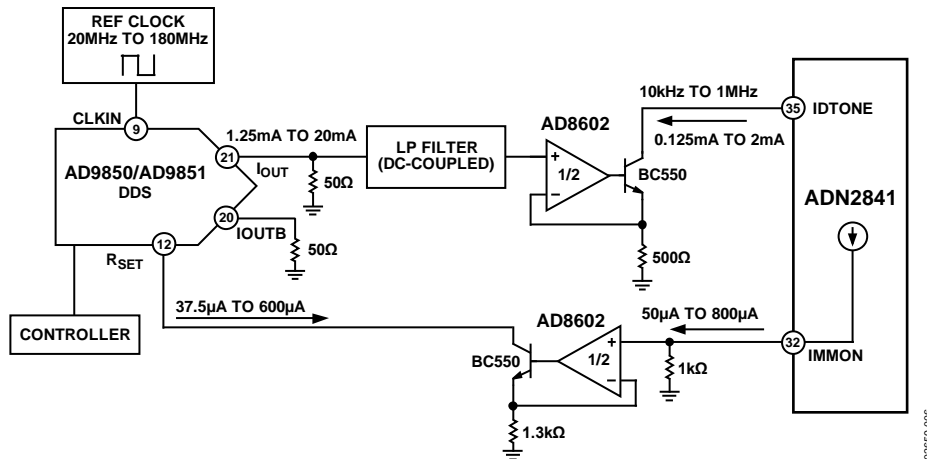 REF CLOCK
20MHz TO 180MHz
CLKIN
9
10kHz TO 1MHz
35
IDTONE
1.25mA TO 20mA
AD8602
0.125mA TO 2mA
LP FILTER
(DC-COUPLED)
21
IOUT
+
1/2
–
BC550
AD9850/AD9851
DDS
50Ω
ADN2841
20
IOUTB
12
RSET
50Ω
500Ω
37.5µA TO 600µA
AD8602
50µA TO 800µA
CONTROLLER
BC550
+
1/2
–
32
IMMON
1kΩ
1.3kΩ